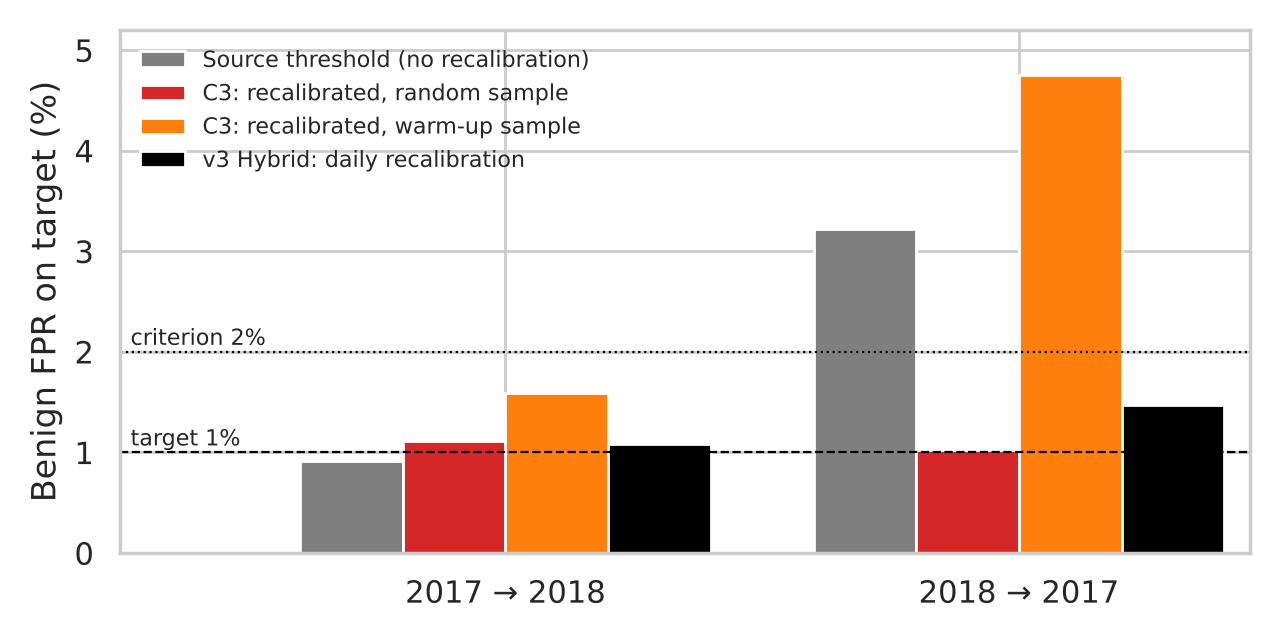 Benign FPR on target (%)
5
4
3
2
1
0
Source threshold (no recalibration)
C3: recalibrated, random sample
C3: recalibrated, warm-up sample
v3 Hybrid: daily recalibration
criterion 2%
target 1%
2017 → 2018
2018 → 2017